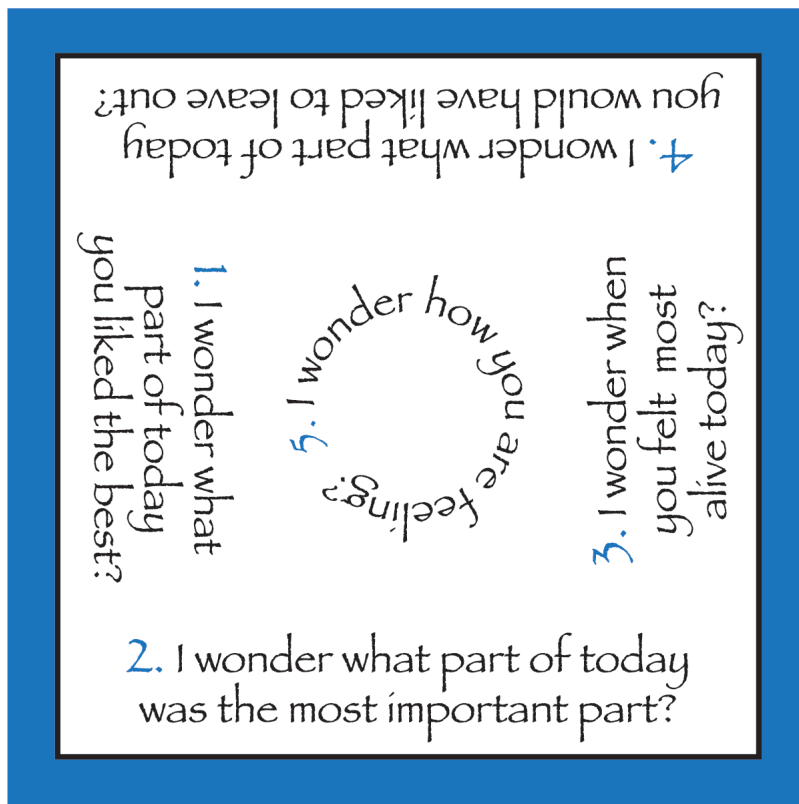 1. I wonder what
part of today
you liked the best?
2. I wonder what part of today
was the most important part?
3. I wonder when
you felt most
alive today?
4. I wonder what part of today
you would have liked to leave out?
5. I wonder how you are feeling?